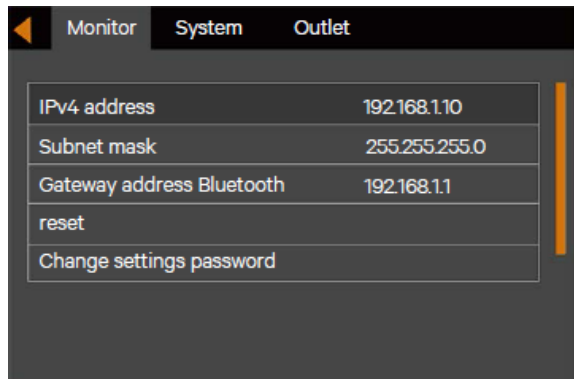 Monitor System Outlet
IPv4 address 192.168.1.10
Subnet mask 255.255.255.0
Gateway address Bluetooth 192.168.1.1
reset
Change settings password